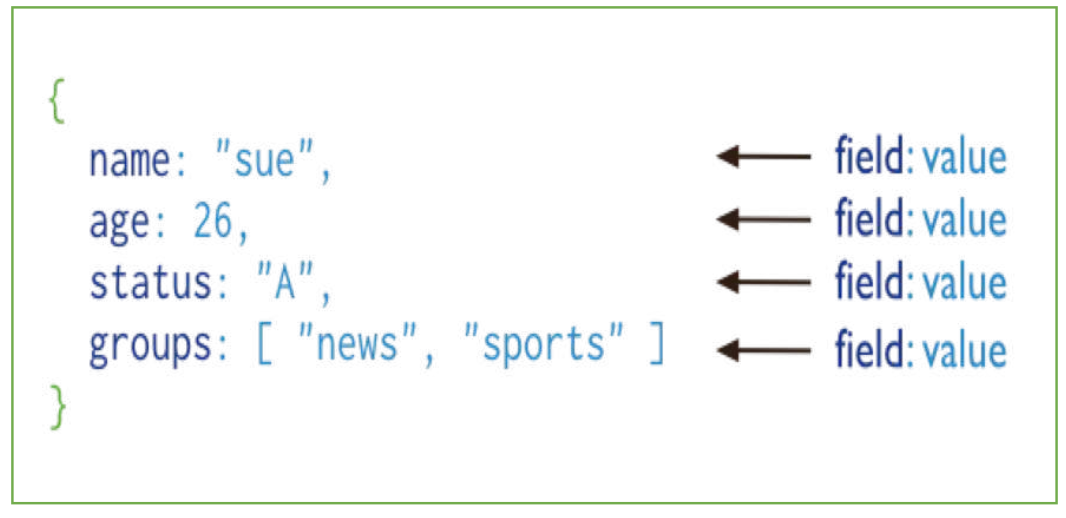 {
name: "sue", field: value
age: 26, field: value
status: "A", field: value
groups: [ "news", "sports" ] field: value
}